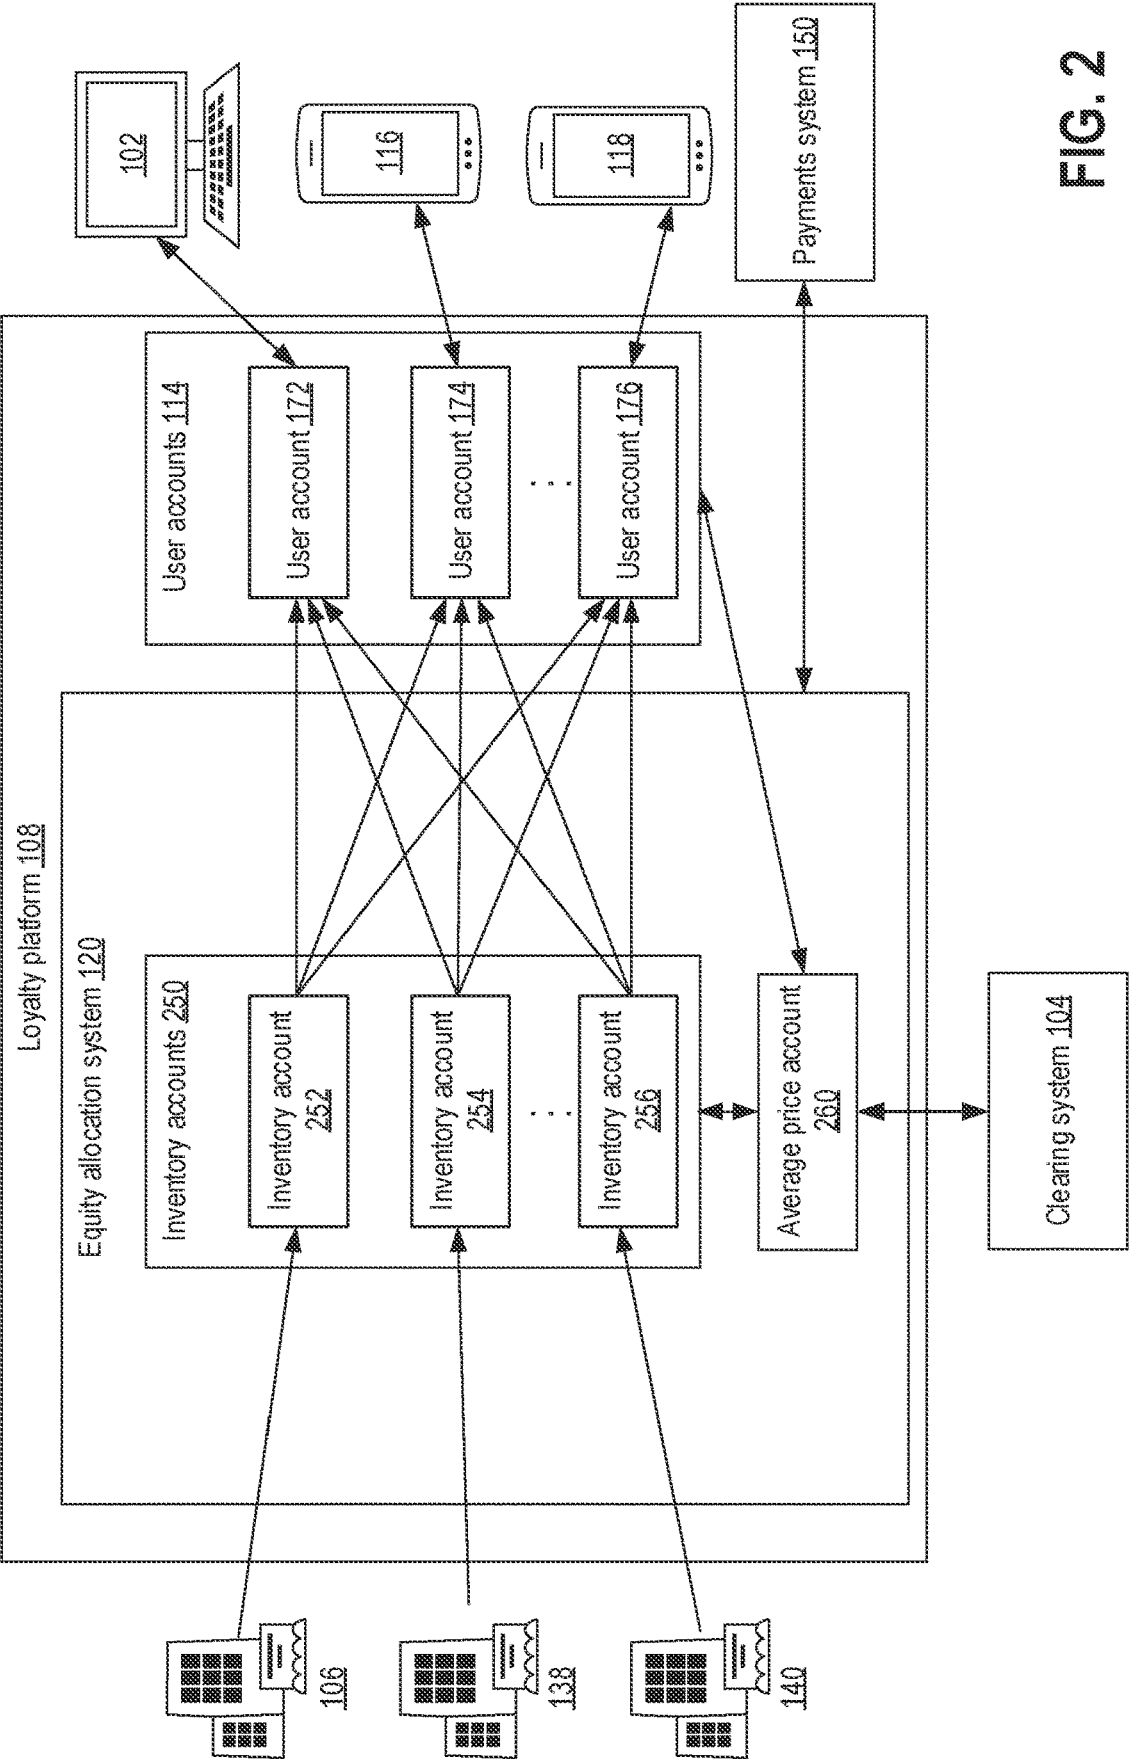 Loyalty platform 108
Equity allocation system 120
Inventory accounts 250
Inventory account
252
Inventory account
254
Inventory account
256
Average price account
260
User accounts 114
User account 172
User account 174
User account 176
102
116
118
Payments system 150
106
138
140
Clearing system 104
FIG. 2